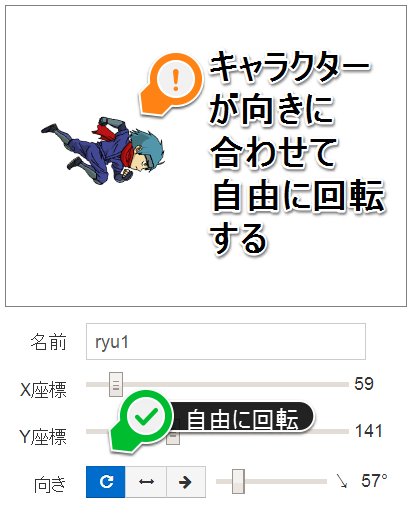 キャラクター
が向きに
合わせて
自由に回転
する
名前 ryu1
X座標 59
自由に回転
Y座標 141
向き 57°